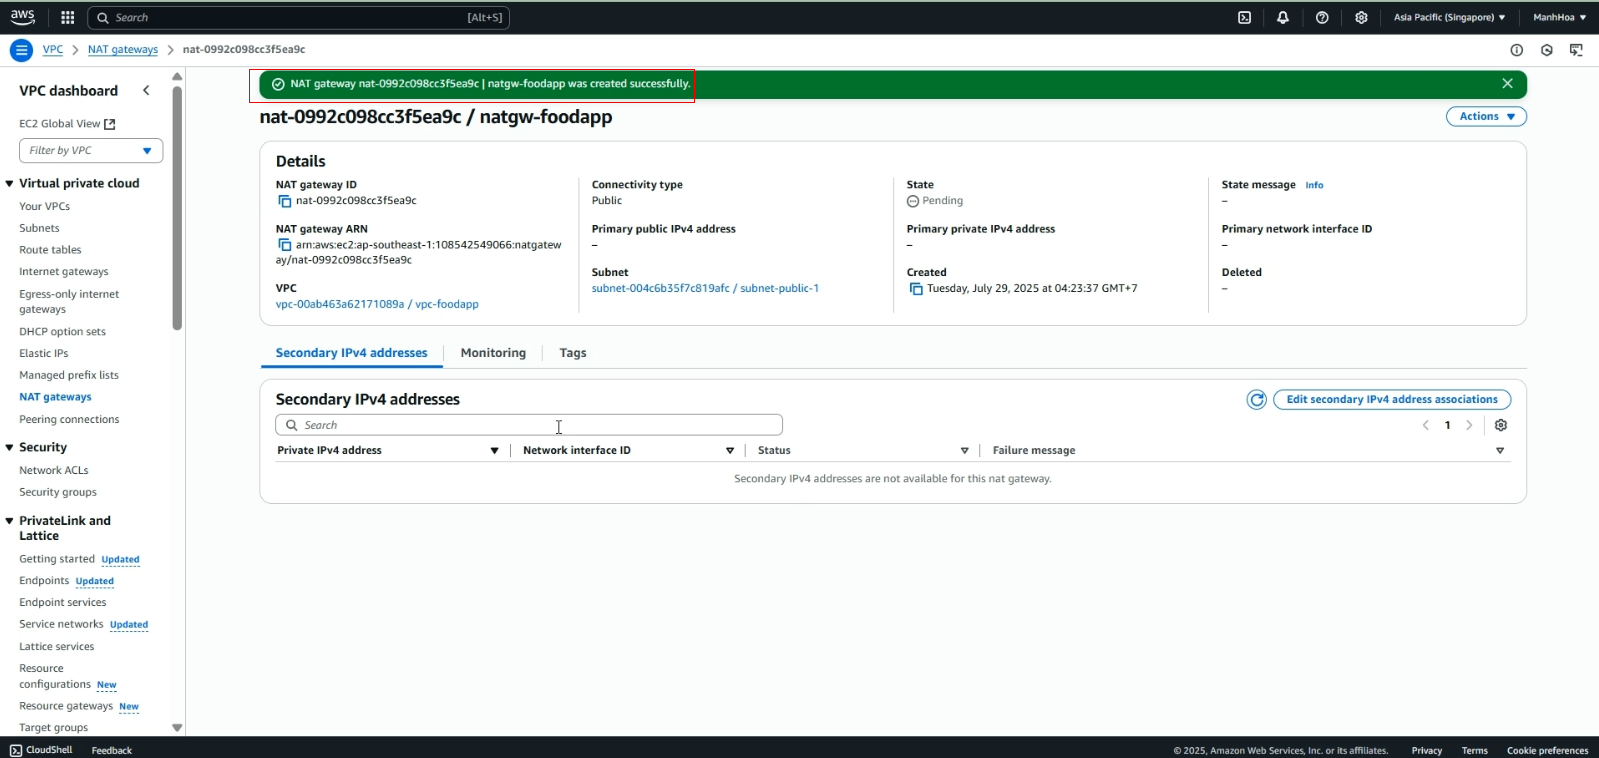 aws
Search [Alt+S]
Asia Pacific (Singapore)
ManhHoa
VPC > NAT gateways > nat-0992c098cc3f5ea9c
VPC dashboard
EC2 Global View
Filter by VPC
Virtual private cloud
Your VPCs
Subnets
Route tables
Internet gateways
Egress-only internet
gateways
DHCP option sets
Elastic IPs
Managed prefix lists
NAT gateways
Peering connections
Security
Network ACLs
Security groups
PrivateLink and
Lattice
Getting started Updated
Endpoints Updated
Endpoint services
Service networks Updated
Lattice services
Resource
configurations New
Resource gateways New
Target groups
NAT gateway nat-0992c098cc3f5ea9c | natgw-foodapp was created successfully.
nat-0992c098cc3f5ea9c / natgw-foodapp
Actions
Details
NAT gateway ID
nat-0992c098cc3f5ea9c
NAT gateway ARN
arn:aws:ec2:ap-southeast-1:108542549066:natgatew
ay/nat-0992c098cc3f5ea9c
VPC
vpc-00ab463a62171089a / vpc-foodapp
Connectivity type
Public
Primary public IPv4 address
–
Subnet
subnet-004c6b35f7c819afc / subnet-public-1
State
Pending
Primary private IPv4 address
–
Created
Tuesday, July 29, 2025 at 04:23:37 GMT+7
State message Info
–
Primary network interface ID
–
Deleted
–
Secondary IPv4 addresses
Monitoring
Tags
Secondary IPv4 addresses
Edit secondary IPv4 address associations
Search
1
Private IPv4 address
Network interface ID
Status
Failure message
Secondary IPv4 addresses are not available for this nat gateway.
CloudShell
Feedback
© 2025, Amazon Web Services, Inc. or its affiliates.
Privacy
Terms
Cookie preferences